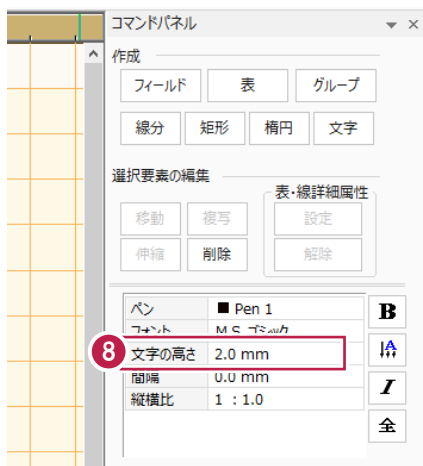 コマンドパネル
作成
フィールド 表 グループ
線分 矩形 楕円 文字
選択要素の編集
表・線詳細属性
移動 複写 設定
伸縮 削除 解除
ペン ■ Pen 1 B
フォント ＭＳ ゴシック
8 文字の高さ 2.0 mm A
間隔 0.0 mm I
縦横比 1 : 1.0
全